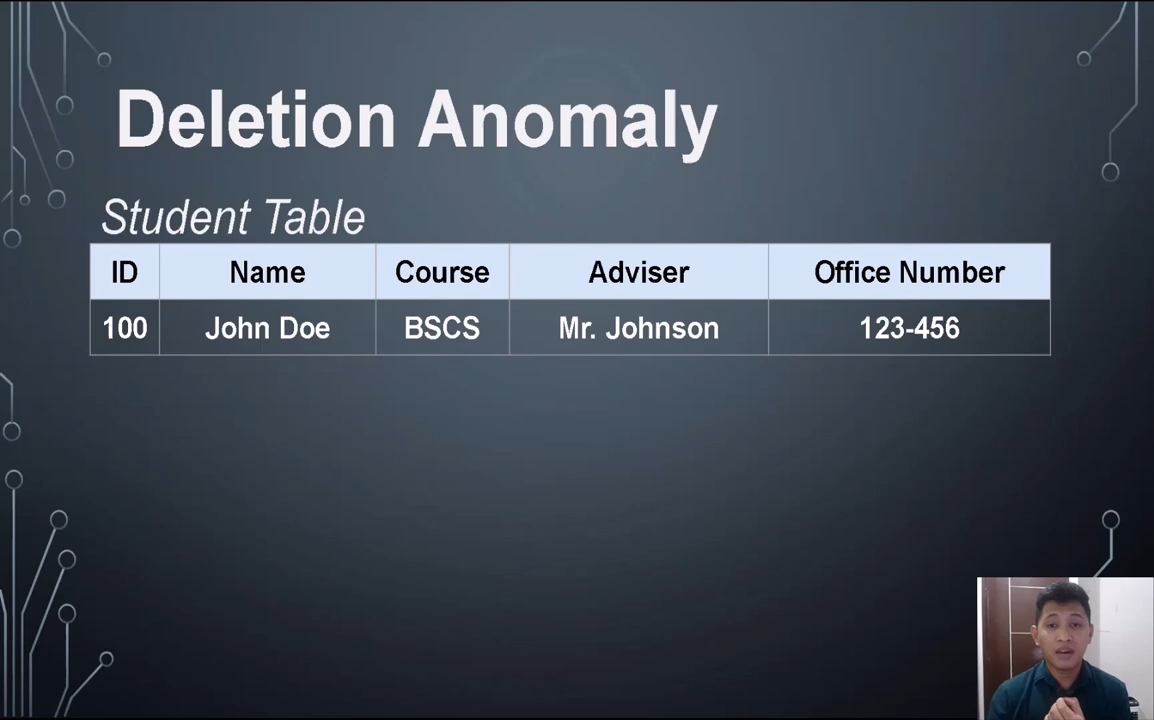 Deletion Anomaly
Student Table
ID Name Course Adviser Office Number
100 John Doe BSCS Mr. Johnson 123-456